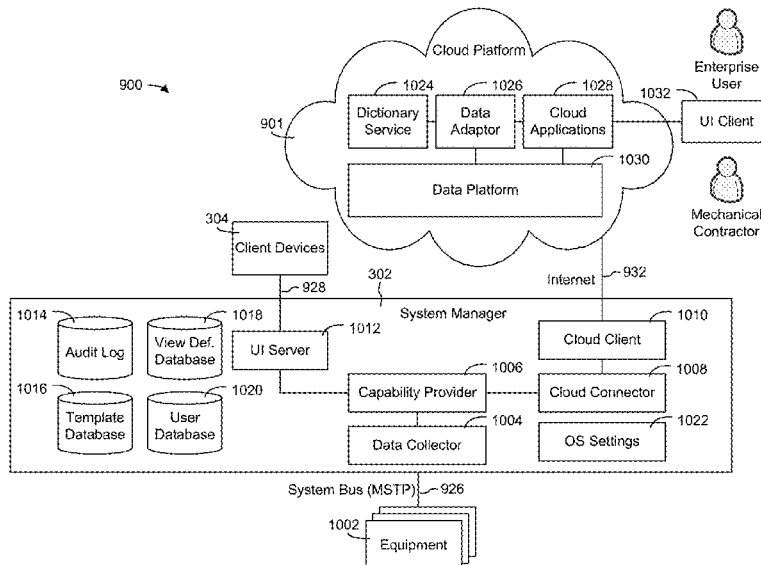 Cloud Platform
Enterprise
User
900
1024
1026
1028
1032
Dictionary
Service
Data
Adaptor
Cloud
Applications
UI Client
901
1030
Data Platform
Mechanical
Contractor
304
Client Devices
928
302
Internet
932
System Manager
1014
1018
1012
1010
Audit Log
View Def.
Database
UI Server
Cloud Client
1016
1020
1006
1008
Template
Database
User
Database
Capability Provider
Cloud Connector
1004
1022
Data Collector
OS Settings
System Bus (MSTP)
926
1002
Equipment